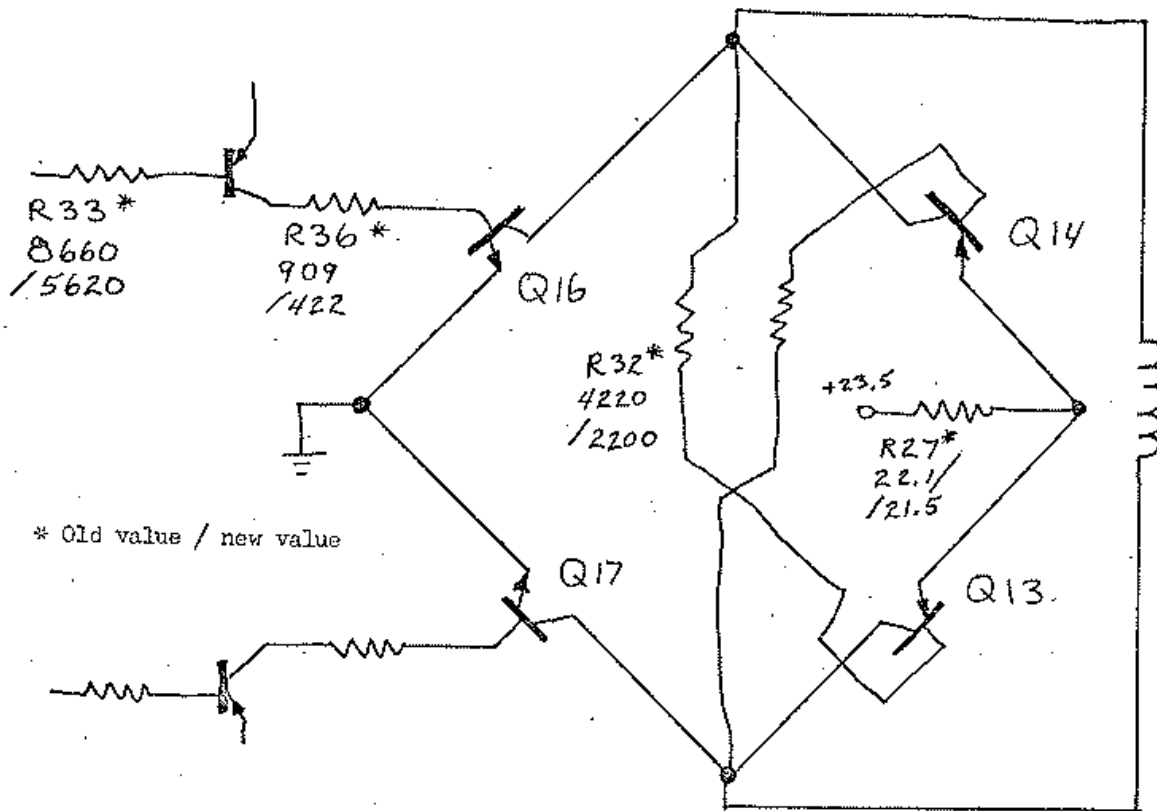 R33*
8660
/5620
R36*
909
/422
Q16
Q14
R32*
4220
/2200
+23.5
R27*
22.1/
/21.5
* Old value / new value
Q17
Q13